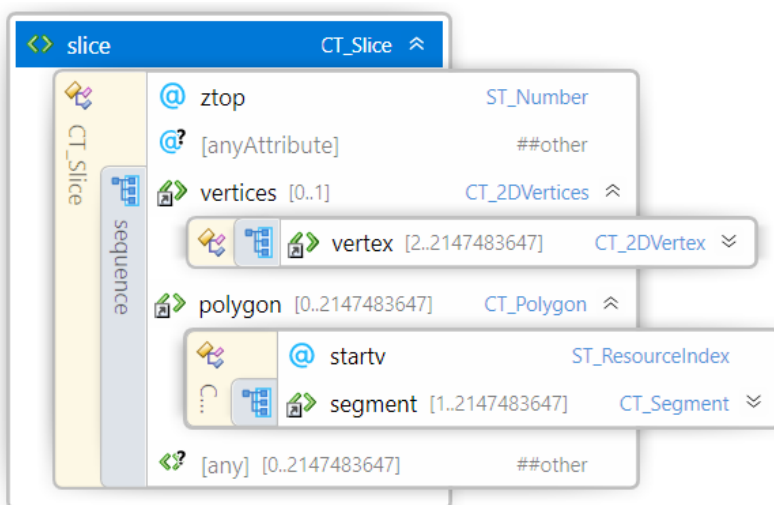 slice CT_Slice
CT_Slice
sequence
@ ztop ST_Number
@? [anyAttribute] ##other
vertices [0..1] CT_2DVertices
vertex [2..2147483647] CT_2DVertex
polygon [0..2147483647] CT_Polygon
C...
@ startv ST_ResourceIndex
segment [1..2147483647] CT_Segment
<>? [any] [0..2147483647] ##other